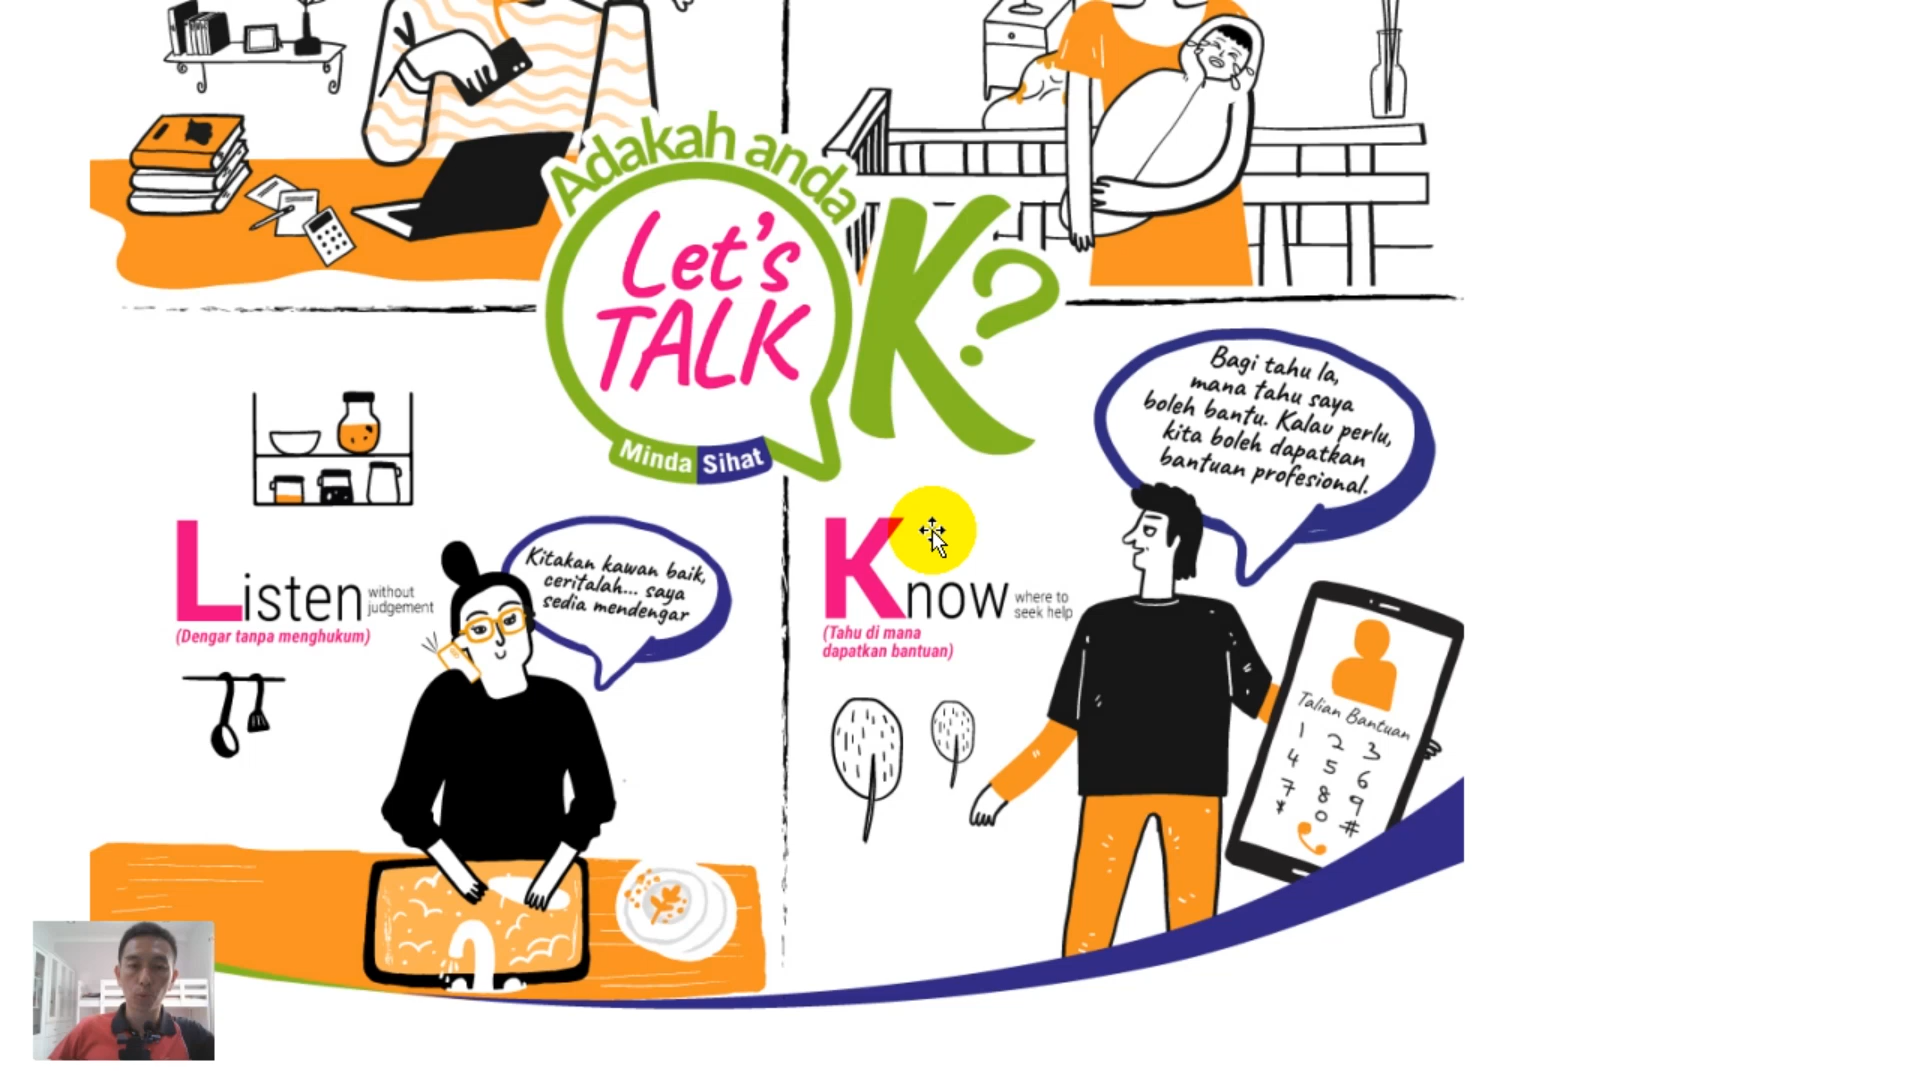 Adakah anda
Let's
TALK
K?
Minda Sihat
Bagi tahu la,
mana tahu saya
boleh bantu. Kalau perlu,
kita boleh dapatkan
bantuan profesional.
Listen without
judgement
(Dengar tanpa menghukum)
Kitakan kawan baik,
ceritalah... saya
sedia mendengar
Know where to
seek help
(Tahu di mana
dapatkan bantuan)
Talian Bantuan
1 2 3
4 5 6
7 8 9
* 0 #